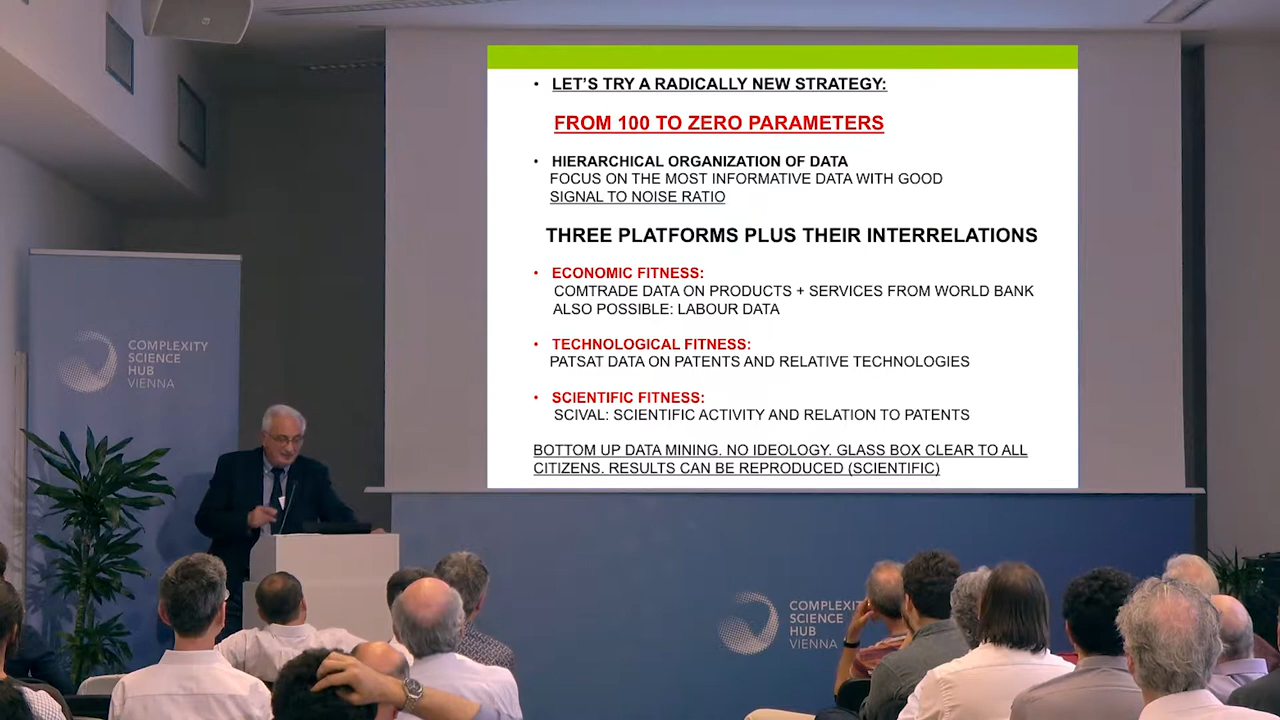 • LET'S TRY A RADICALLY NEW STRATEGY:
FROM 100 TO ZERO PARAMETERS
• HIERARCHICAL ORGANIZATION OF DATA
FOCUS ON THE MOST INFORMATIVE DATA WITH GOOD
SIGNAL TO NOISE RATIO
THREE PLATFORMS PLUS THEIR INTERRELATIONS
• ECONOMIC FITNESS:
COMTRADE DATA ON PRODUCTS + SERVICES FROM WORLD BANK
ALSO POSSIBLE: LABOUR DATA
• TECHNOLOGICAL FITNESS:
PATSAT DATA ON PATENTS AND RELATIVE TECHNOLOGIES
• SCIENTIFIC FITNESS:
SCIVAL: SCIENTIFIC ACTIVITY AND RELATION TO PATENTS
BOTTOM UP DATA MINING. NO IDEOLOGY. GLASS BOX CLEAR TO ALL
CITIZENS. RESULTS CAN BE REPRODUCED (SCIENTIFIC)
COMPLEXITY
SCIENCE
HUB
VIENNA
COMPLEXITY
SCIENCE
HUB
VIENNA